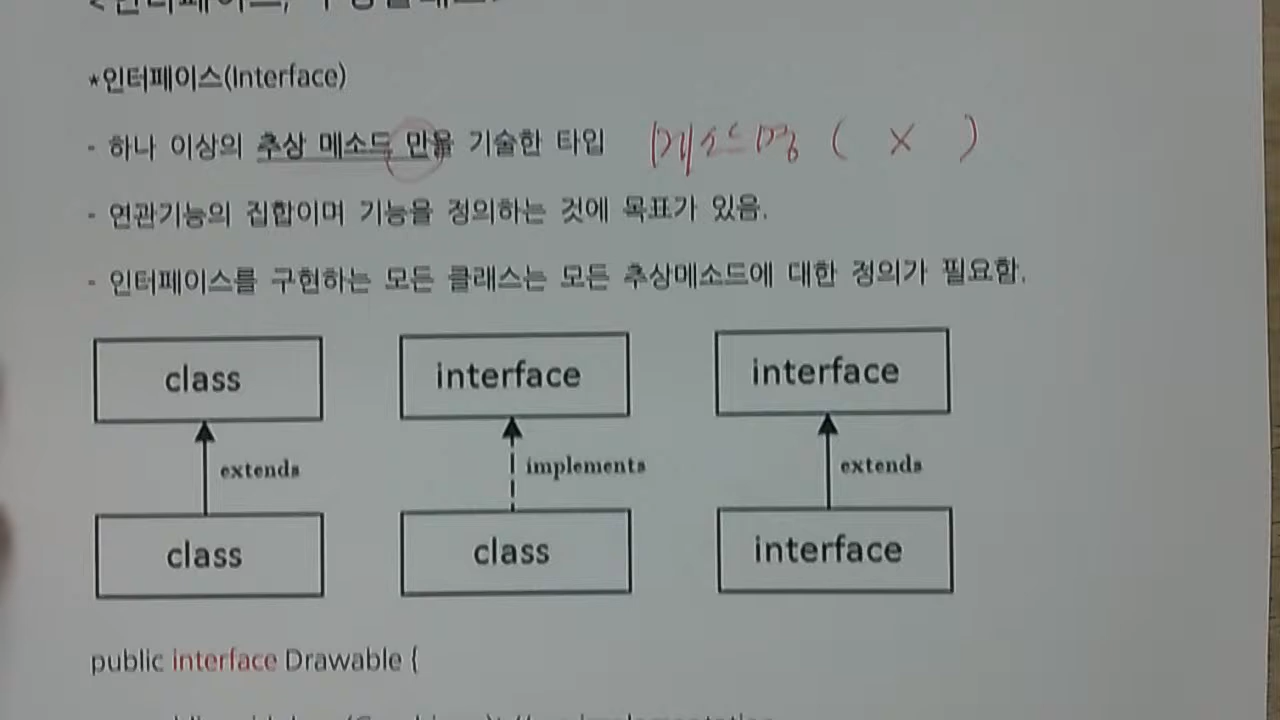 *인터페이스(Interface)
- 하나 이상의 추상 메소드 만을 기술한 타입 메소드명 ( X )
- 연관기능의 집합이며 기능을 정의하는 것에 목표가 있음.
- 인터페이스를 구현하는 모든 클래스는 모든 추상메소드에 대한 정의가 필요함.
class interface interface
extends implements extends
class class interface
public interface Drawable {